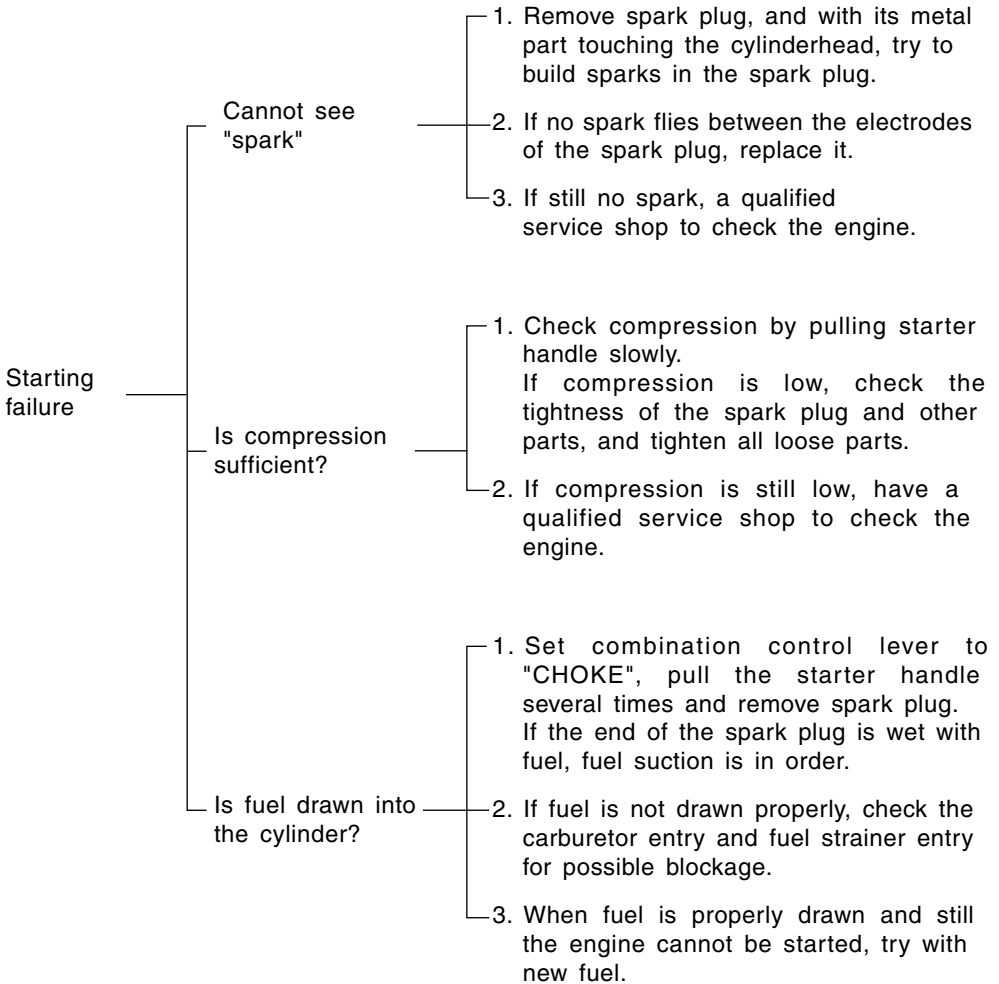 Starting
failure
Cannot see
"spark"
1. Remove spark plug, and with its metal
part touching the cylinderhead, try to
build sparks in the spark plug.
2. If no spark flies between the electrodes
of the spark plug, replace it.
3. If still no spark, a qualified
service shop to check the engine.
Is compression
sufficient?
1. Check compression by pulling starter
handle slowly.
If compression is low, check the
tightness of the spark plug and other
parts, and tighten all loose parts.
2. If compression is still low, have a
qualified service shop to check the
engine.
Is fuel drawn into
the cylinder?
1. Set combination control lever to
"CHOKE", pull the starter handle
several times and remove spark plug.
If the end of the spark plug is wet with
fuel, fuel suction is in order.
2. If fuel is not drawn properly, check the
carburetor entry and fuel strainer entry
for possible blockage.
3. When fuel is properly drawn and still
the engine cannot be started, try with
new fuel.